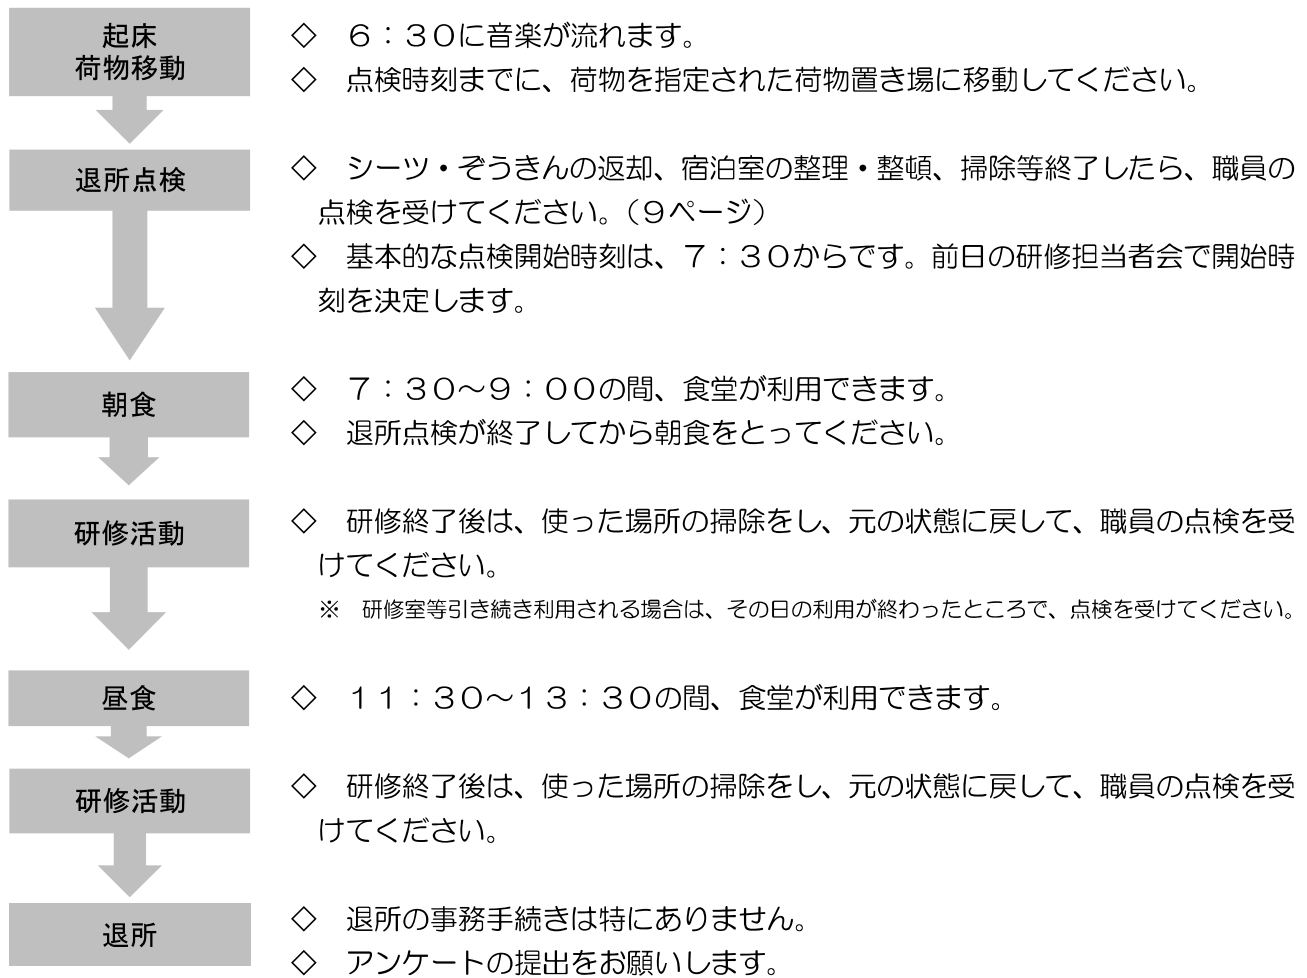 起床
荷物移動
◇　６：３０に音楽が流れます。
◇　点検時刻までに、荷物を指定された荷物置き場に移動してください。
退所点検
◇　シーツ・ぞうきんの返却、宿泊室の整理・整頓、掃除等終了したら、職員の
点検を受けてください。（９ページ）
◇　基本的な点検開始時刻は、７：３０からです。前日の研修担当者会で開始時
刻を決定します。
朝食
◇　７：３０～９：００の間、食堂が利用できます。
◇　退所点検が終了してから朝食をとってください。
研修活動
◇　研修終了後は、使った場所の掃除をし、元の状態に戻して、職員の点検を受
けてください。
※　研修室等引き続き利用される場合は、その日の利用が終わったところで、点検を受けてください。
昼食
◇　１１：３０～１３：３０の間、食堂が利用できます。
研修活動
◇　研修終了後は、使った場所の掃除をし、元の状態に戻して、職員の点検を受
けてください。
退所
◇　退所の事務手続きは特にありません。
◇　アンケートの提出をお願いします。